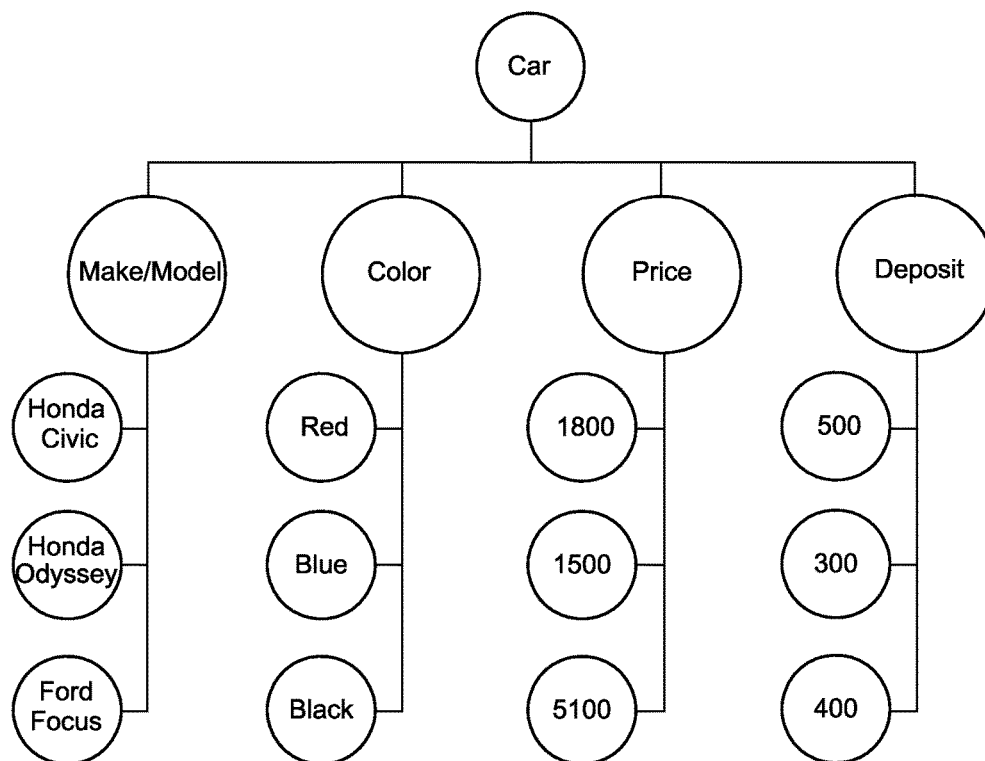 Car
Make/Model
Color
Price
Deposit
Honda
Civic
Red
1800
500
Honda
Odyssey
Blue
1500
300
Ford
Focus
Black
5100
400